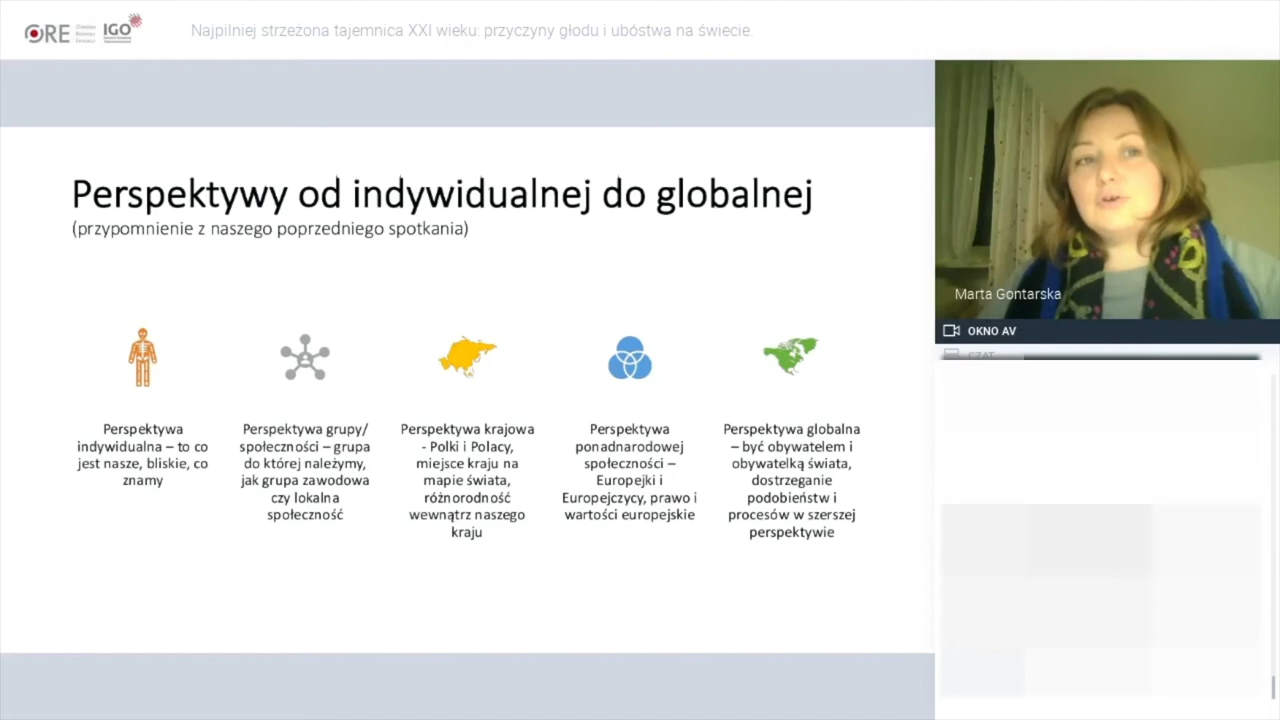 ORE
IGO
Najpilniej strzeżona tajemnica XXI wieku: przyczyny głodu i ubóstwa na świecie.
Perspektywy od indywidualnej do globalnej
(przypomnienie z naszego poprzedniego spotkania)
Perspektywa
indywidualna – to co
jest nasze, bliskie, co
znamy
Perspektywa grupy/
społeczności – grupa
do której należymy,
jak grupa zawodowa
czy lokalna
społeczność
Perspektywa krajowa
- Polki i Polacy,
miejsce kraju na
mapie świata,
różnorodność
wewnątrz naszego
kraju
Perspektywa
ponadnarodowej
społeczności –
Europejki i
Europejczycy, prawo i
wartości europejskie
Perspektywa globalna
– być obywatelem i
obywatelką świata,
dostrzeganie
podobieństw i
procesów w szerszej
perspektywie
Marta Gontarska
OKNO AV
CZAT